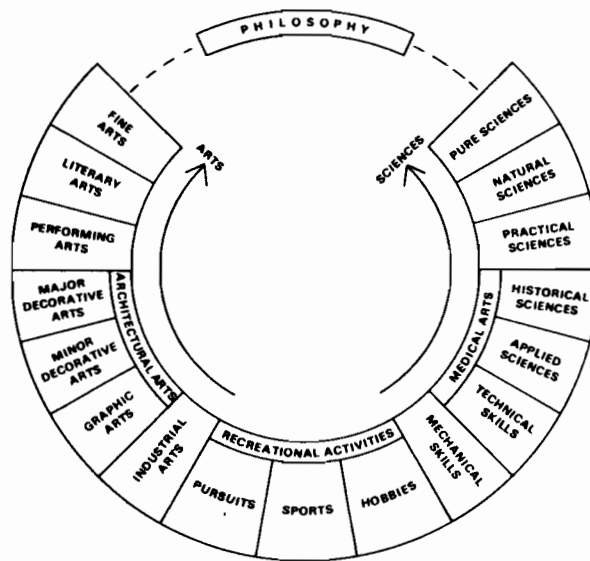 PHILOSOPHY
FINE
ARTS
LITERARY
ARTS
PERFORMING
ARTS
MAJOR
DECORATIVE
ARTS
MINOR
DECORATIVE
ARTS
GRAPHIC
ARTS
INDUSTRIAL
ARTS
PURSUITS
SPORTS
HOBBIES
MECHANICAL
SKILLS
TECHNICAL
SKILLS
APPLIED
SCIENCES
HISTORICAL
SCIENCES
PRACTICAL
SCIENCES
NATURAL
SCIENCES
PURE SCIENCES
ARTS
SCIENCES
ARCHITECTURAL ARTS
RECREATIONAL ACTIVITIES
MEDICAL ARTS